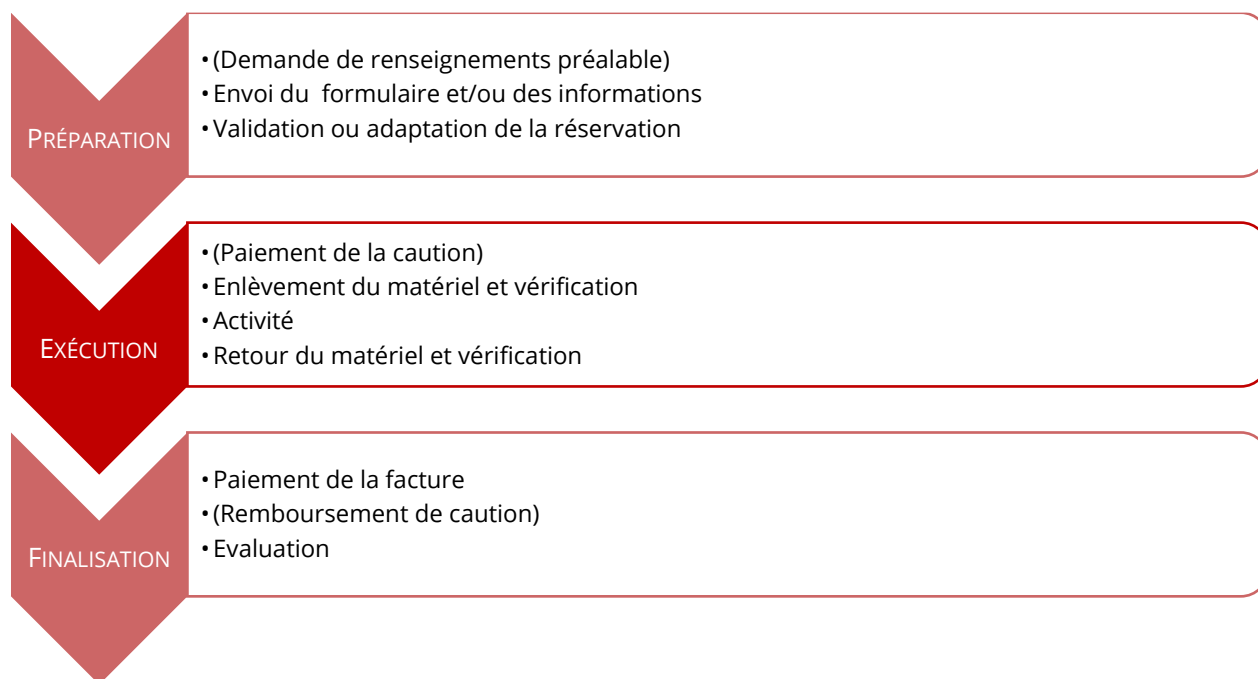 PRÉPARATION
• (Demande de renseignements préalable)
• Envoi du formulaire et/ou des informations
• Validation ou adaptation de la réservation
EXÉCUTION
• (Paiement de la caution)
• Enlèvement du matériel et vérification
• Activité
• Retour du matériel et vérification
FINALISATION
• Paiement de la facture
• (Remboursement de caution)
• Evaluation